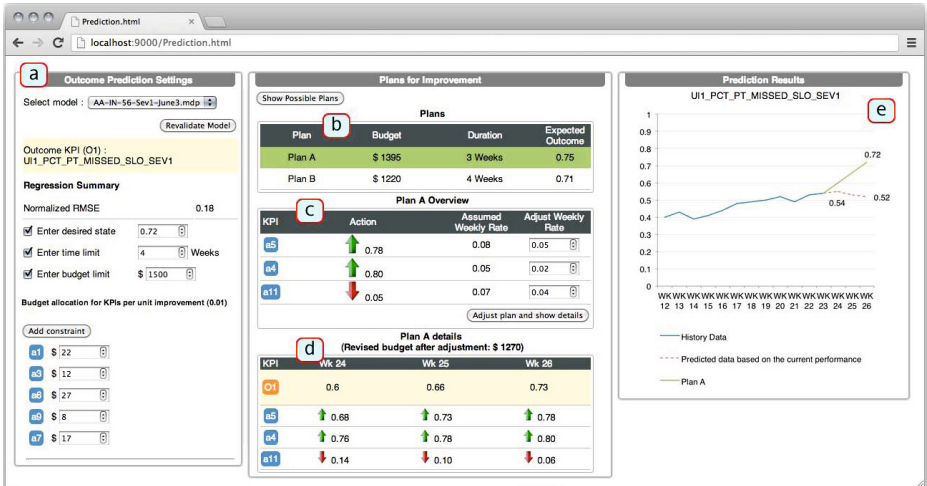 Prediction.html
localhost:9000/Prediction.html
a
Outcome Prediction Settings
Select model : AA-IN-56-Sev1-June3.mdp
Revalidate Model
Outcome KPI (O1) :
UI1_PCT_PT_MISSED_SLO_SEV1
Regression Summary
Normalized RMSE 0.18
Enter desired state 0.72
Enter time limit 4 Weeks
Enter budget limit $ 1500
Budget allocation for KPIs per unit improvement (0.01)
Add constraint
a1 $ 22
a3 $ 12
a6 $ 27
a9 $ 8
a7 $ 17
Plans for Improvement
Show Possible Plans
Plans
b
Plan Budget Duration Expected Outcome
Plan A $ 1395 3 Weeks 0.75
Plan B $ 1220 4 Weeks 0.71
Plan A Overview
c
KPI Action Assumed Weekly Rate Adjust Weekly Rate
a5 0.78 0.08 0.05
a4 0.80 0.05 0.02
a11 0.05 0.07 0.04
Adjust plan and show details
Plan A details
(Revised budget after adjustment: $ 1270)
d
KPI Wk 24 Wk 25 Wk 26
O1 0.6 0.66 0.73
a5 0.68 0.73 0.78
a4 0.76 0.78 0.80
a11 0.14 0.10 0.06
Prediction Results
UI1_PCT_PT_MISSED_SLO_SEV1
e
1
0.9
0.8
0.7
0.6
0.5
0.4
0.3
0.2
0.1
0
0.72
0.54
0.52
WK WK WK WK WK WK WK WK WK WK WK WK WK WK WK
12 13 14 15 16 17 18 19 20 21 22 23 24 25 26
History Data
Predicted data based on the current performance
Plan A